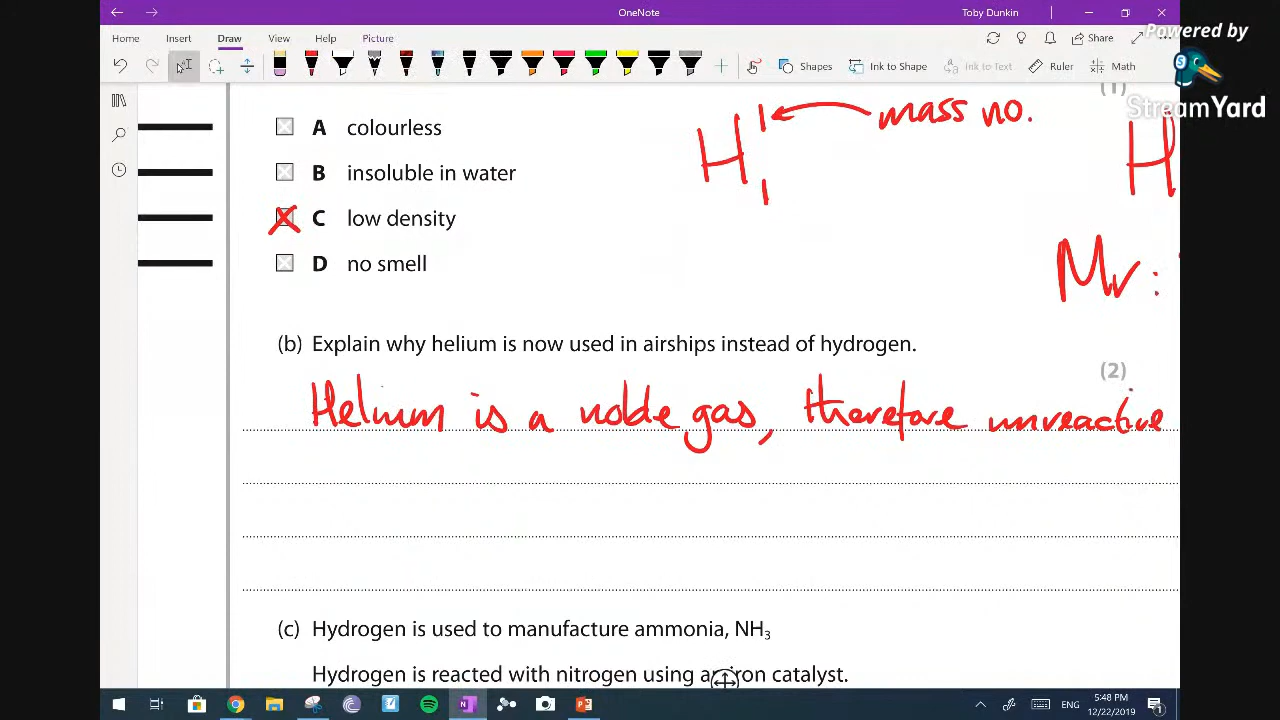 OneNote
Toby Dunkin
Powered by
StreamYard
Home Insert Draw View Help Picture
Share
Shapes Ink to Shape Ink to Text Ruler Math
(1)
A colourless
H 1 1 mass no.
H
B insoluble in water
C low density
D no smell
Mr:
(b) Explain why helium is now used in airships instead of hydrogen.
(2)
Helium is a noble gas, therefore unreactive
(c) Hydrogen is used to manufacture ammonia, NH3
Hydrogen is reacted with nitrogen using an iron catalyst.
ENG
5:48 PM
12/22/2019